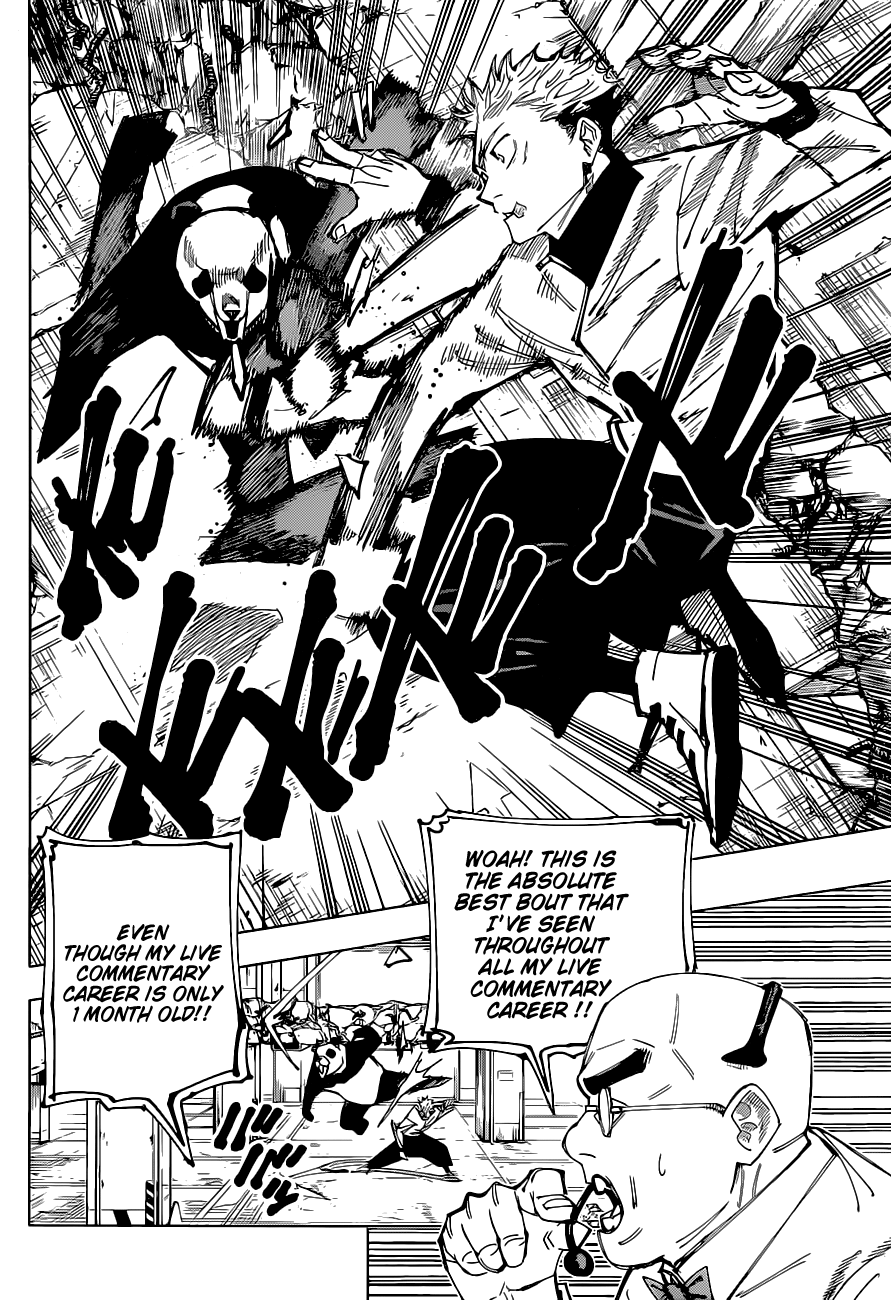 WOAH! THIS IS
THE ABSOLUTE
BEST BOUT THAT
I'VE SEEN
THROUGHOUT
ALL MY LIVE
COMMENTARY
CAREER !!
EVEN
THOUGH MY LIVE
COMMENTARY
CAREER IS ONLY
1 MONTH OLD!!